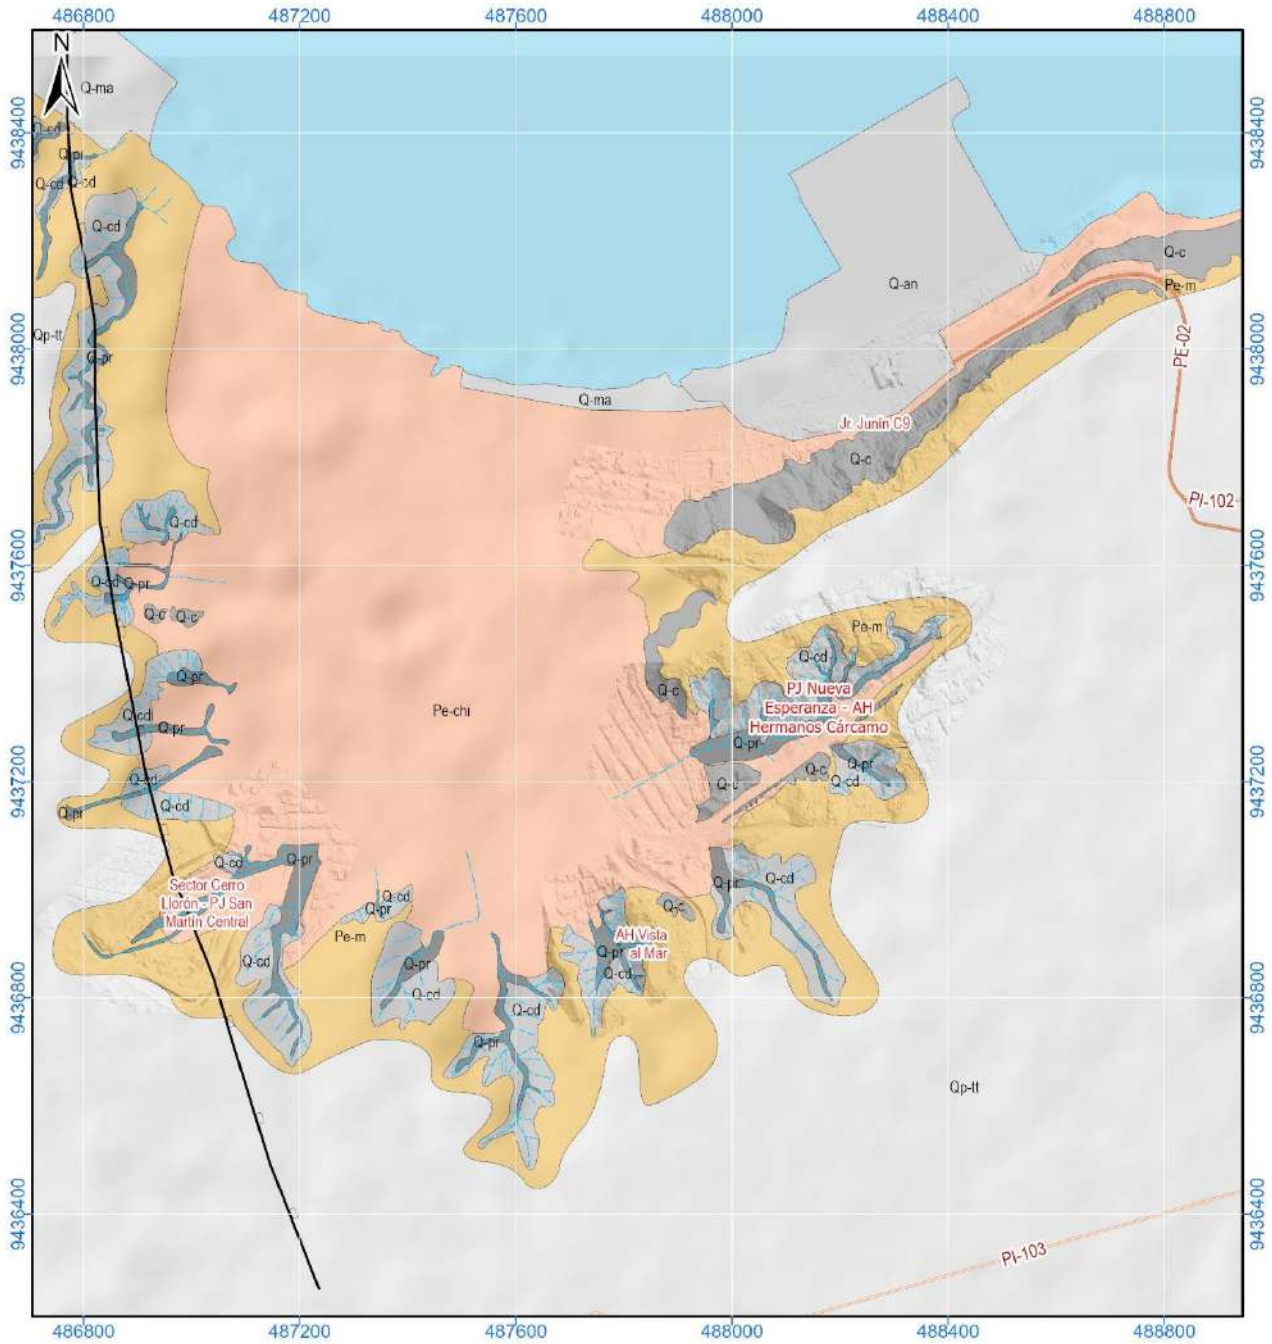 486800 487200 487600 488000 488400 488800
N
Q-ma
9438400 9438400
Q-cd
Q-pr
Q-cd Q-cd
Q-cd
Q-c
Q-an
Pe-m
Qp-tt
9438000 9438000
Q-pr
PE-02
Q-ma
Jr. Junín C9
Q-c
PI-102
Q-cd
9437600 9437600
Q-cd Q-pr
Q-c Q-c
Pe-m
Q-cd
Q-pr
Q-c
PJ Nueva
Esperanza - AH
Hermanos Cárcamo
Q-cd
Pe-chi
Q-pr
Q-pr
Q-c
Q-pr
9437200 9437200
Q-cd
Q-c
Q-cd
Q-cd
Q-pr
Q-cd
Q-pr
Q-pr
Q-cd
Sector Cerro
Llorón - PJ San
Martín Central
Q-cd
Q-pr
Q-c
Pe-m
AH Vista
al Mar
Q-pr
Q-cd
Q-cd
Q-pr
Q-cd
9436800 9436800
Q-cd
Q-pr
Qp-tt
9436400 9436400
PI-103
486800 487200 487600 488000 488400 488800